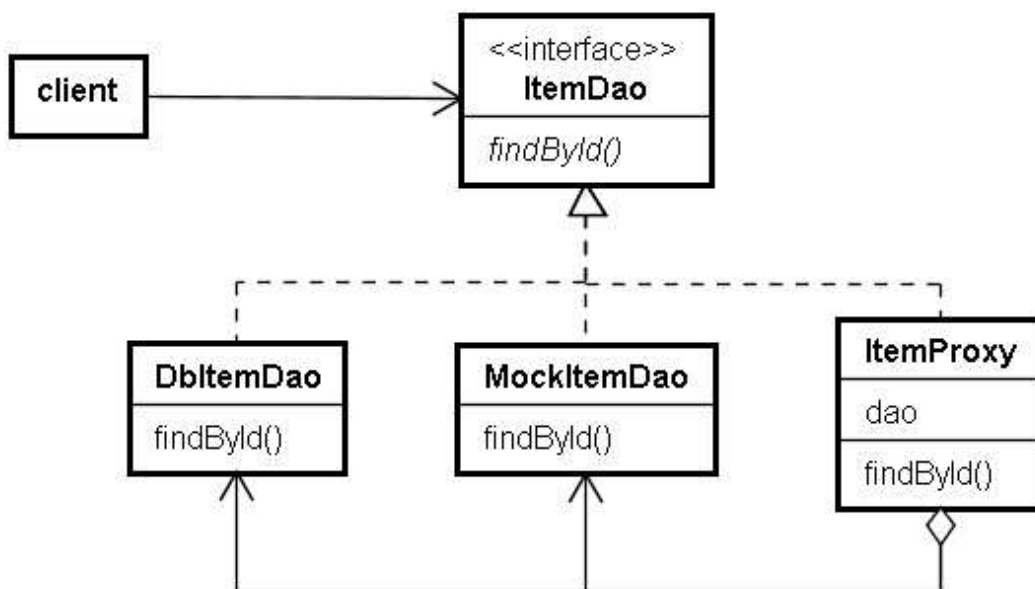 <<interface>>
client
ItemDao
findById()
ItemProxy
DbItemDao
MockItemDao
dao
findById()
findById()
findById()